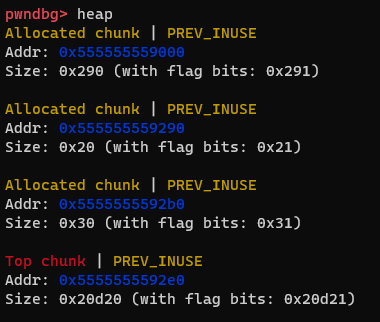 pwndbg> heap
Allocated chunk | PREV_INUSE
Addr: 0x555555559000
Size: 0x290 (with flag bits: 0x291)
Allocated chunk | PREV_INUSE
Addr: 0x555555559290
Size: 0x20 (with flag bits: 0x21)
Allocated chunk | PREV_INUSE
Addr: 0x5555555592b0
Size: 0x30 (with flag bits: 0x31)
Top chunk | PREV_INUSE
Addr: 0x5555555592e0
Size: 0x20d20 (with flag bits: 0x20d21)